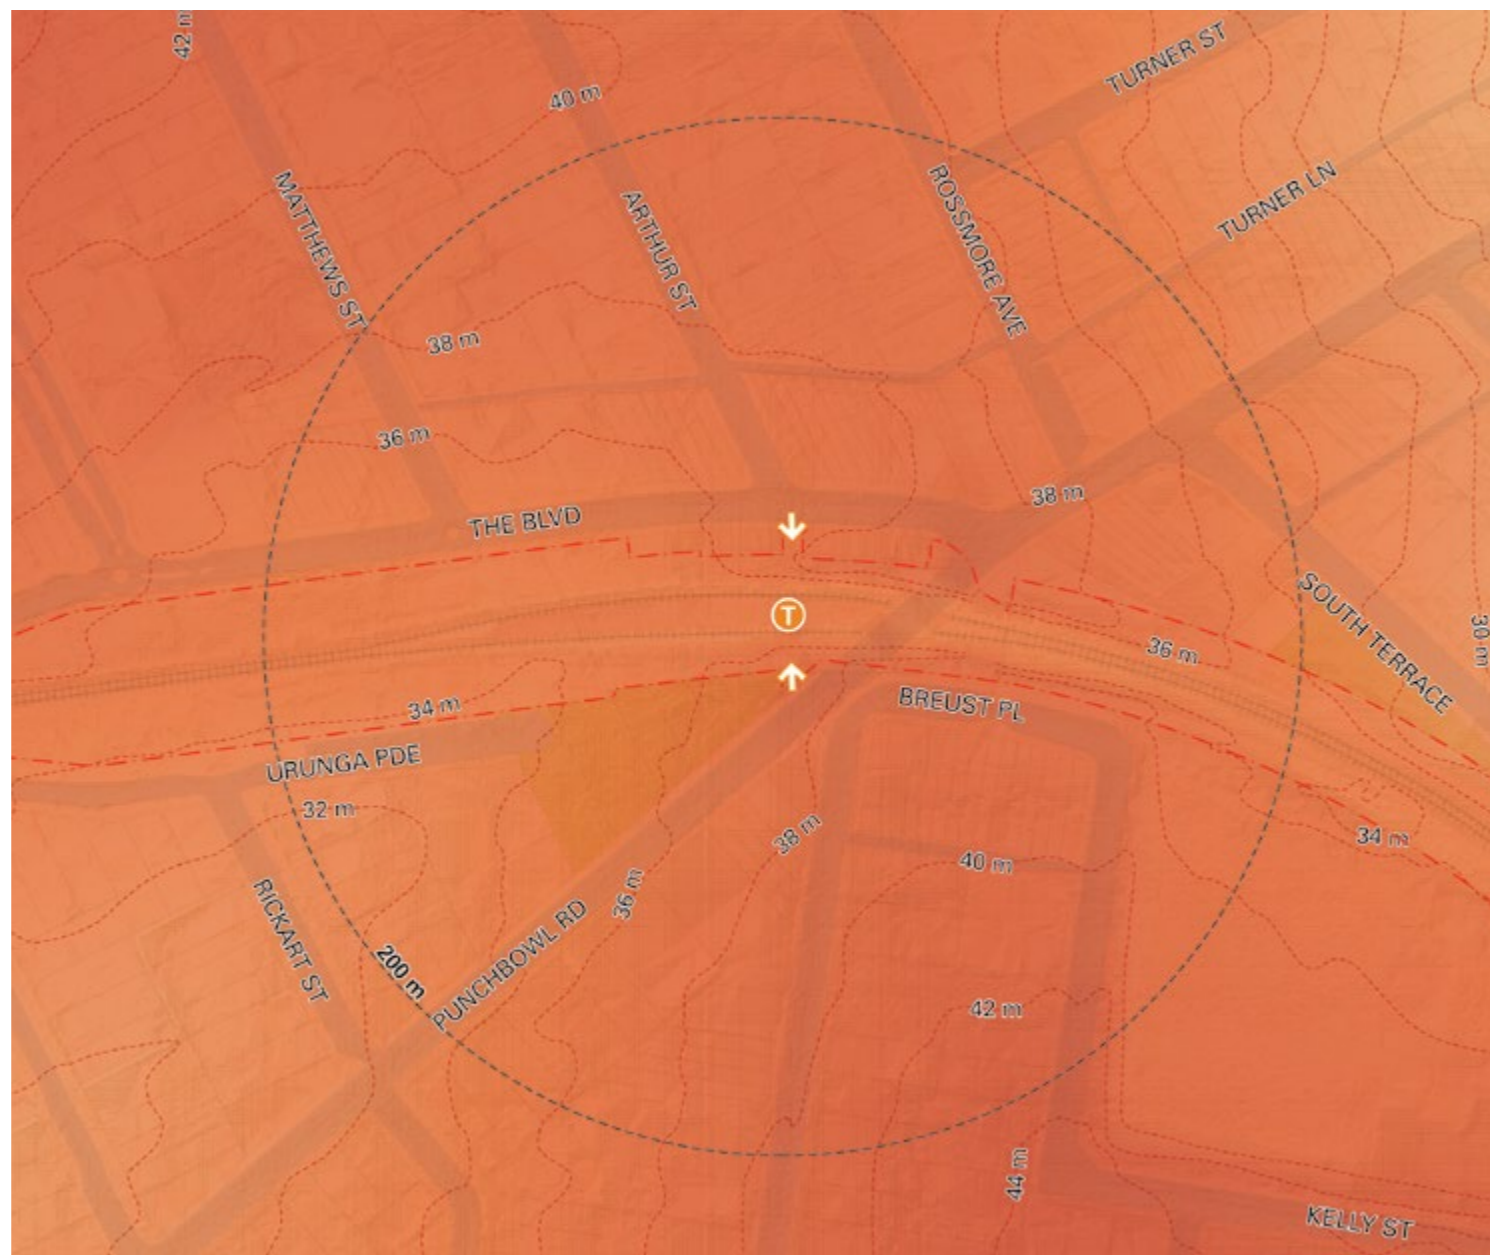 42 m
TURNER ST
40 m
MATTHEWS ST
ARTHUR ST
ROSSMORE AVE
TURNER LN
38 m
36 m
THE BLVD
38 m
T
SOUTH TERRACE
30 m
36 m
34 m
BREUST PL
URUNGA PDE
32 m
38 m
34 m
40 m
36 m
RICKART ST
200 m
PUNCHBOWL RD
42 m
44 m
KELLY ST